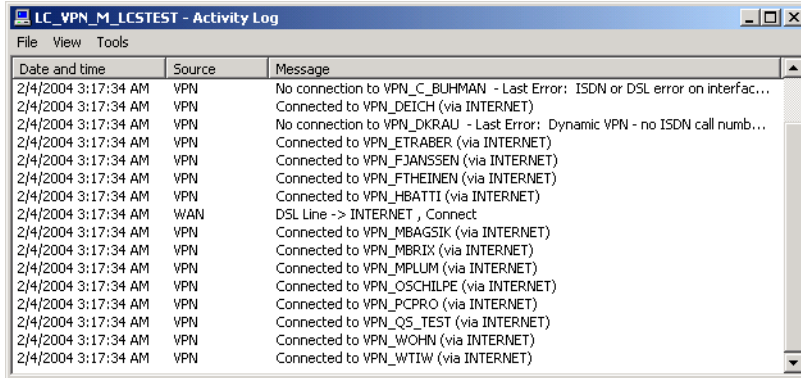 LC_VPN_M_LCSTEST - Activity Log
File View Tools
Date and time Source Message
2/4/2004 3:17:34 AM VPN No connection to VPN_C_BUHMAN - Last Error: ISDN or DSL error on interfac...
2/4/2004 3:17:34 AM VPN Connected to VPN_DEICH (via INTERNET)
2/4/2004 3:17:34 AM VPN No connection to VPN_DKRAU - Last Error: Dynamic VPN - no ISDN call numb...
2/4/2004 3:17:34 AM VPN Connected to VPN_ETRABER (via INTERNET)
2/4/2004 3:17:34 AM VPN Connected to VPN_FJANSSEN (via INTERNET)
2/4/2004 3:17:34 AM VPN Connected to VPN_FTHEINEN (via INTERNET)
2/4/2004 3:17:34 AM VPN Connected to VPN_HBATTI (via INTERNET)
2/4/2004 3:17:34 AM WAN DSL Line -> INTERNET , Connect
2/4/2004 3:17:34 AM VPN Connected to VPN_MBAGSIK (via INTERNET)
2/4/2004 3:17:34 AM VPN Connected to VPN_MBRIX (via INTERNET)
2/4/2004 3:17:34 AM VPN Connected to VPN_MPLUM (via INTERNET)
2/4/2004 3:17:34 AM VPN Connected to VPN_OSCHILPE (via INTERNET)
2/4/2004 3:17:34 AM VPN Connected to VPN_PCPRO (via INTERNET)
2/4/2004 3:17:34 AM VPN Connected to VPN_QS_TEST (via INTERNET)
2/4/2004 3:17:34 AM VPN Connected to VPN_WOHN (via INTERNET)
2/4/2004 3:17:34 AM VPN Connected to VPN_WTIW (via INTERNET)